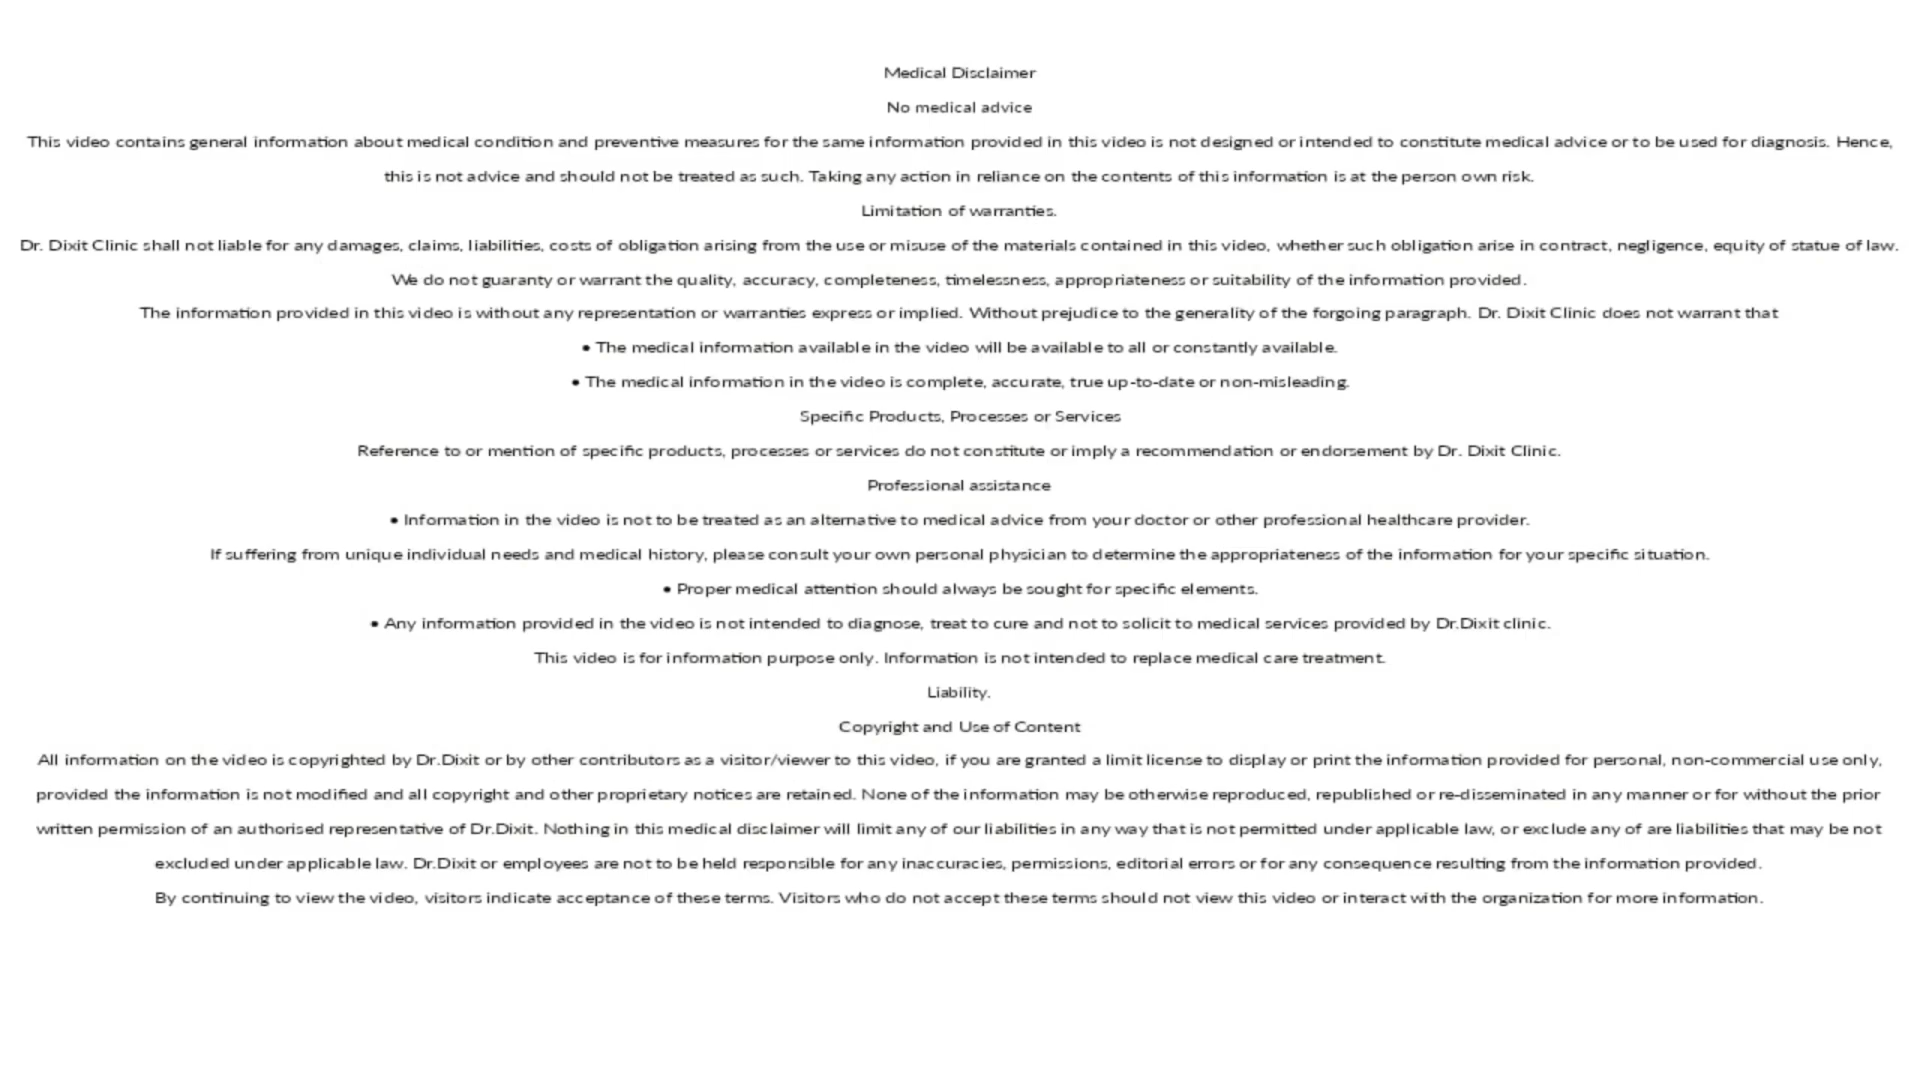 Medical Disclaimer
No medical advice
This video contains general information about medical condition and preventive measures for the same information provided in this video is not designed or intended to constitute medical advice or to be used for diagnosis. Hence,
this is not advice and should not be treated as such. Taking any action in reliance on the contents of this information is at the person own risk.
Limitation of warranties.
Dr. Dixit Clinic shall not liable for any damages, claims, liabilities, costs of obligation arising from the use or misuse of the materials contained in this video, whether such obligation arise in contract, negligence, equity of statue of law.
We do not guaranty or warrant the quality, accuracy, completeness, timelessness, appropriateness or suitability of the information provided.
The information provided in this video is without any representation or warranties express or implied. Without prejudice to the generality of the forgoing paragraph. Dr. Dixit Clinic does not warrant that
• The medical information available in the video will be available to all or constantly available.
• The medical information in the video is complete, accurate, true up-to-date or non-misleading.
Specific Products, Processes or Services
Reference to or mention of specific products, processes or services do not constitute or imply a recommendation or endorsement by Dr. Dixit Clinic.
Professional assistance
• Information in the video is not to be treated as an alternative to medical advice from your doctor or other professional healthcare provider.
If suffering from unique individual needs and medical history, please consult your own personal physician to determine the appropriateness of the information for your specific situation.
• Proper medical attention should always be sought for specific elements.
• Any information provided in the video is not intended to diagnose, treat to cure and not to solicit to medical services provided by Dr.Dixit clinic.
This video is for information purpose only. Information is not intended to replace medical care treatment.
Liability.
Copyright and Use of Content
All information on the video is copyrighted by Dr.Dixit or by other contributors as a visitor/viewer to this video, if you are granted a limit license to display or print the information provided for personal, non-commercial use only,
provided the information is not modified and all copyright and other proprietary notices are retained. None of the information may be otherwise reproduced, republished or re-disseminated in any manner or for without the prior
written permission of an authorised representative of Dr.Dixit. Nothing in this medical disclaimer will limit any of our liabilities in any way that is not permitted under applicable law, or exclude any of are liabilities that may be not
excluded under applicable law. Dr.Dixit or employees are not to be held responsible for any inaccuracies, permissions, editorial errors or for any consequence resulting from the information provided.
By continuing to view the video, visitors indicate acceptance of these terms. Visitors who do not accept these terms should not view this video or interact with the organization for more information.